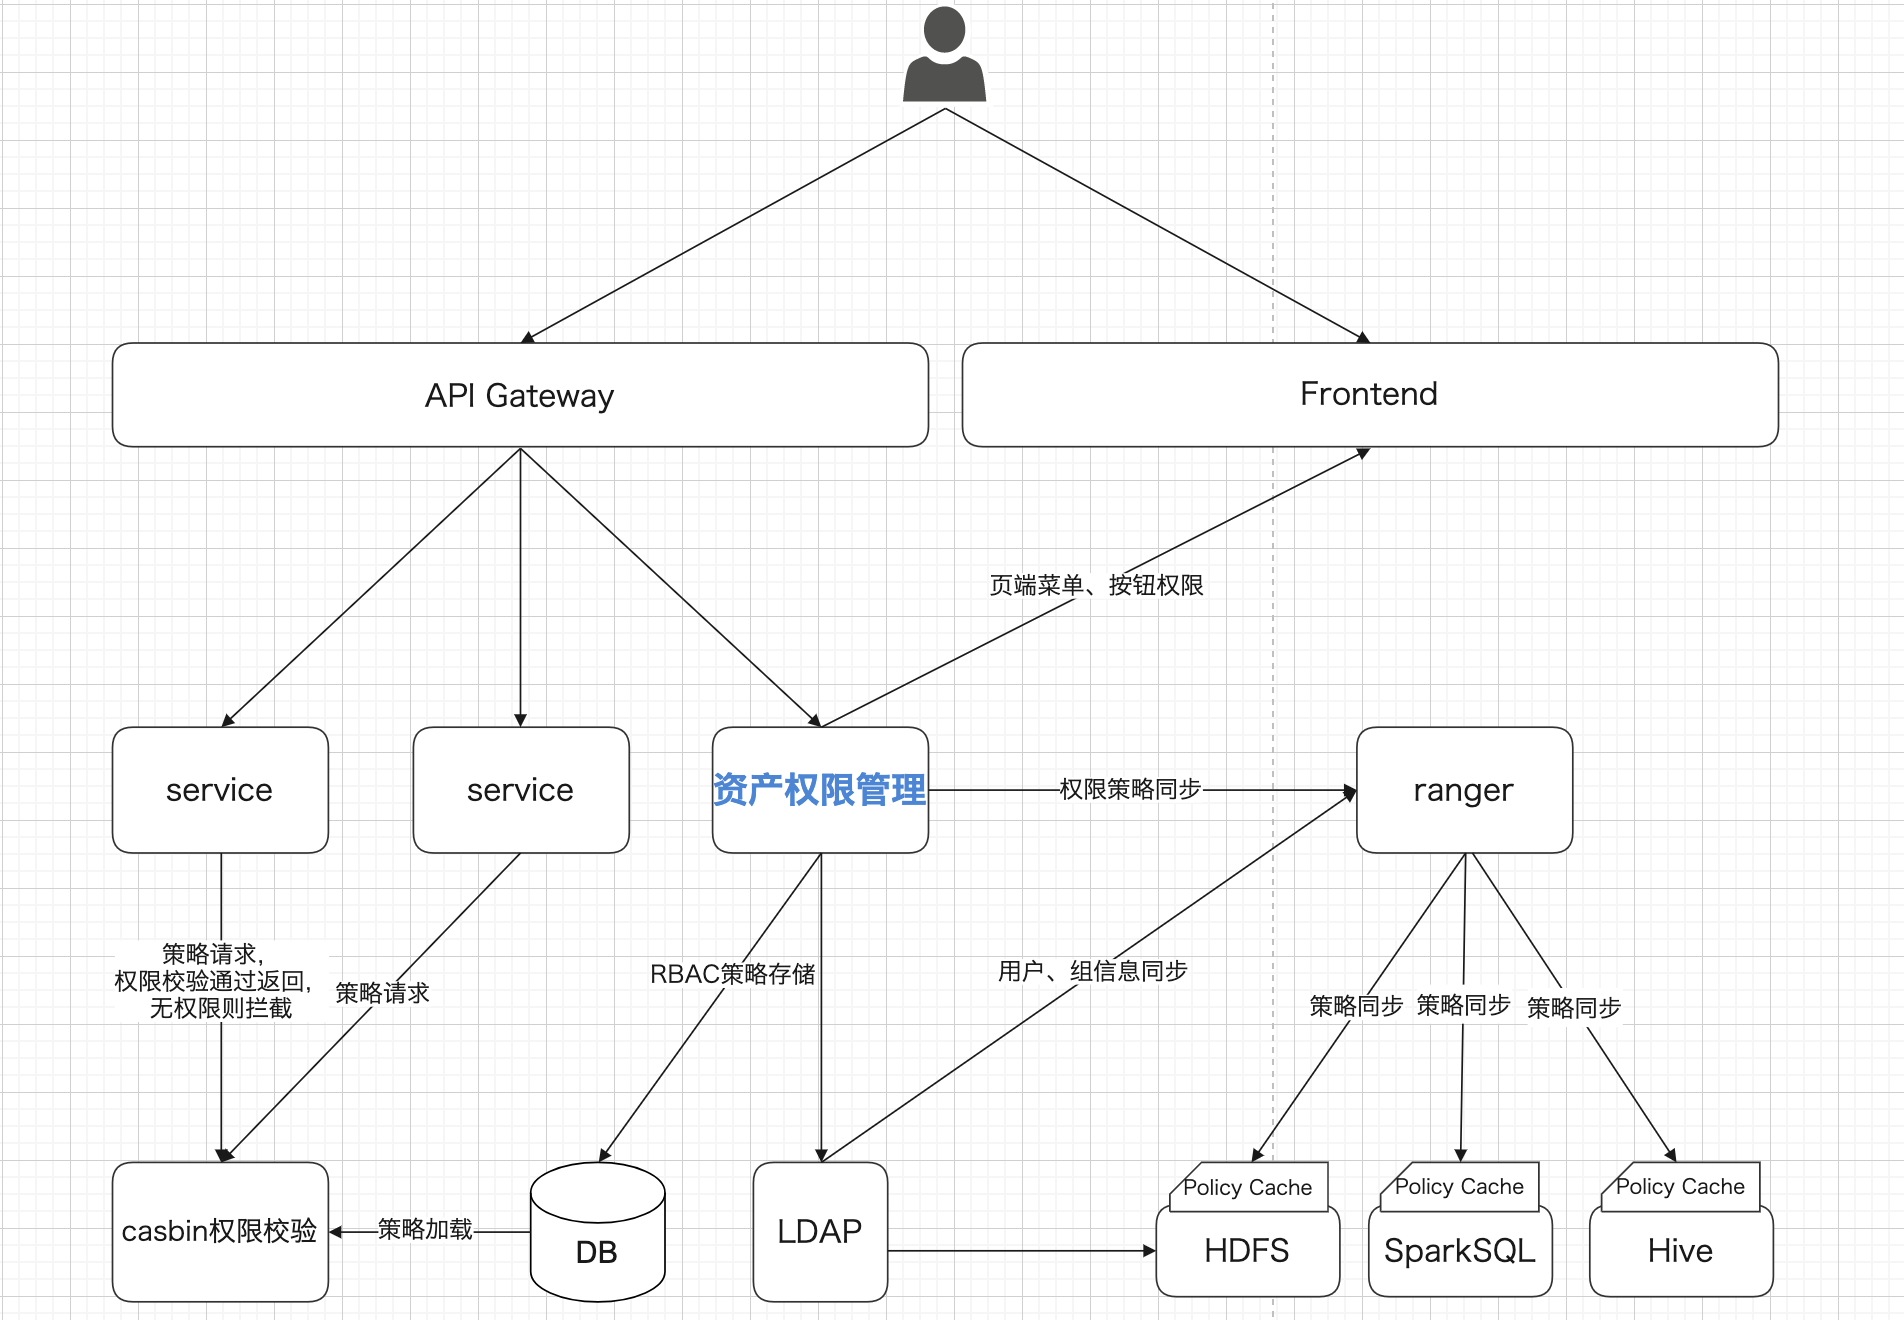 API Gateway
Frontend
页端菜单、按钮权限
service
service
资产权限管理
权限策略同步
ranger
策略请求，
权限校验通过返回，
无权限则拦截
策略请求
RBAC策略存储
用户、组信息同步
策略同步
策略同步
策略同步
casbin权限校验
策略加载
DB
LDAP
Policy Cache
HDFS
Policy Cache
SparkSQL
Policy Cache
Hive